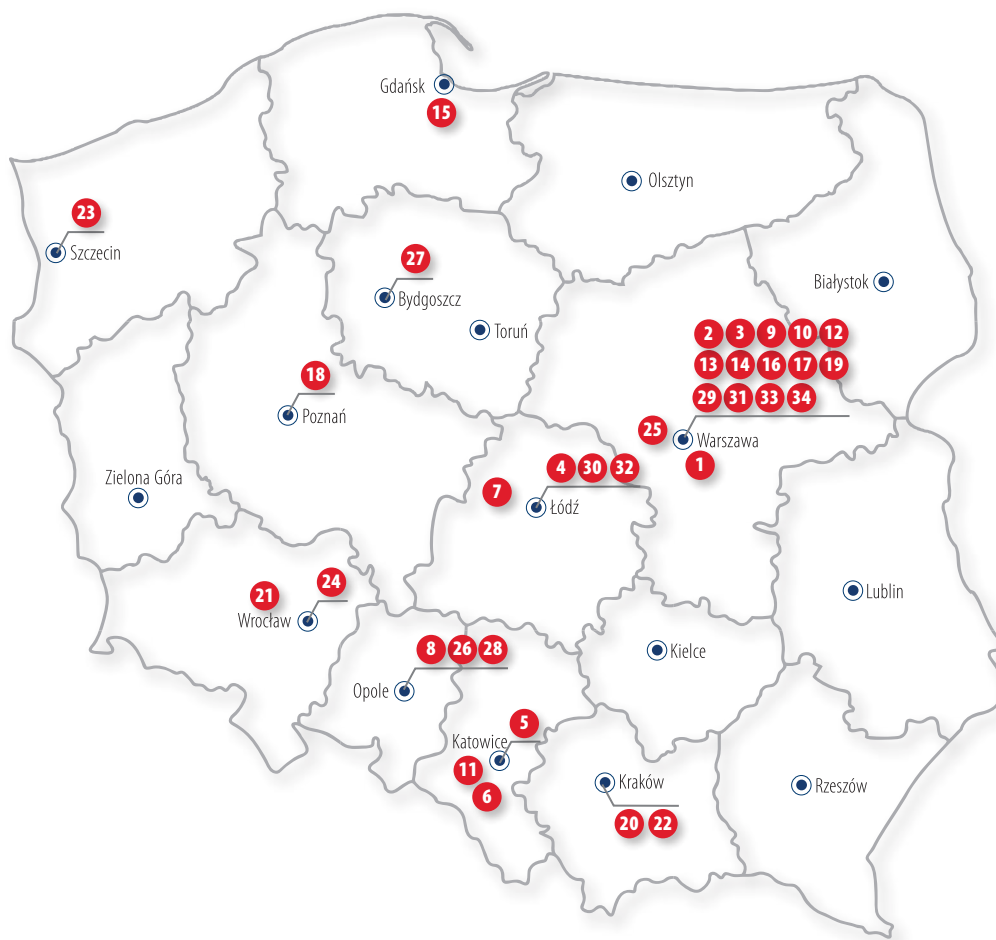 Gdańsk
15
Olsztyn
23
Szczecin
27
Bydgoszcz
Białystok
Toruń
2 3 9 10 12
13 14 16 17 19
29 31 33 34
18
Poznań
25
Warszawa
1
Zielona Góra
4 30 32
7
Łódź
24
21
Wrocław
Lublin
8 26 28
Kielce
Opole
5
Katowice
11
6
Kraków
Rzeszów
20 22